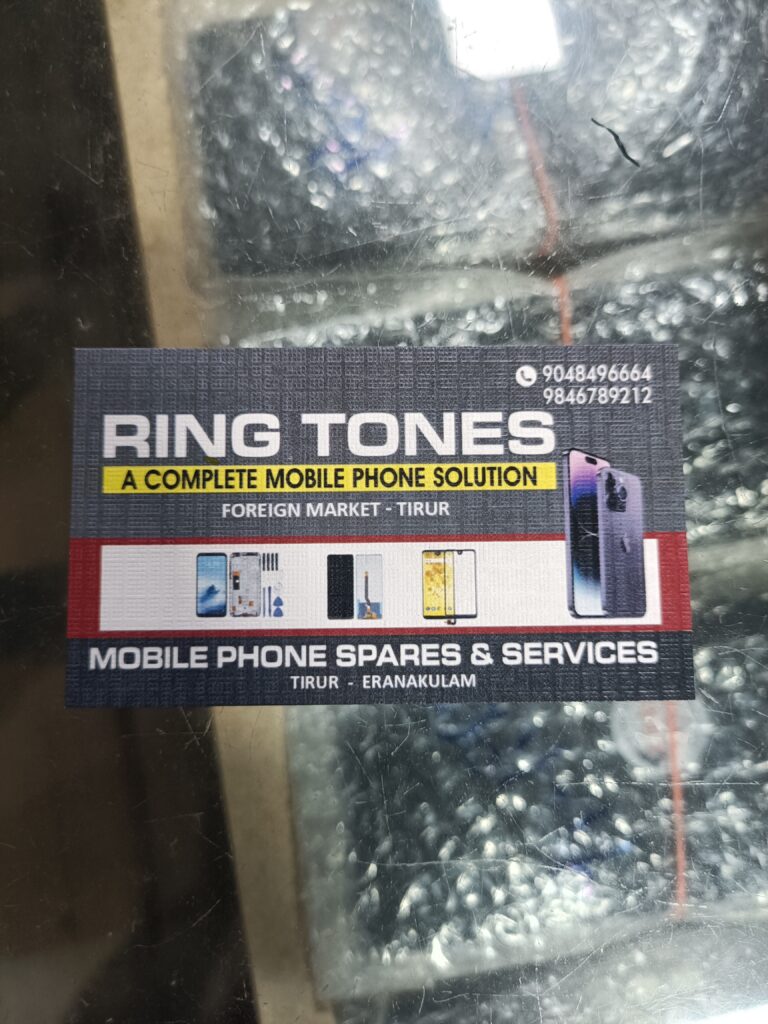 9048496664
9846789212
RING TONES
A COMPLETE MOBILE PHONE SOLUTION
FOREIGN MARKET - TIRUR
MOBILE PHONE SPARES & SERVICES
TIRUR - ERANAKULAM